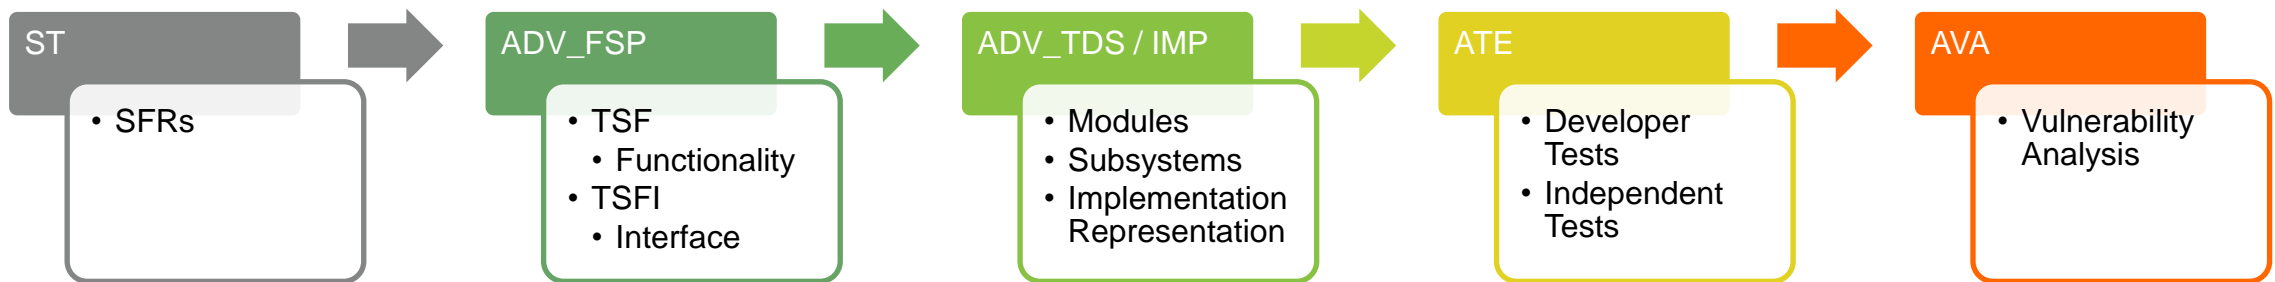 ST
• SFRs
ADV_FSP
• TSF
• Functionality
• TSFI
• Interface
ADV_TDS / IMP
• Modules
• Subsystems
• Implementation
Representation
ATE
• Developer
Tests
• Independent
Tests
AVA
• Vulnerability
Analysis